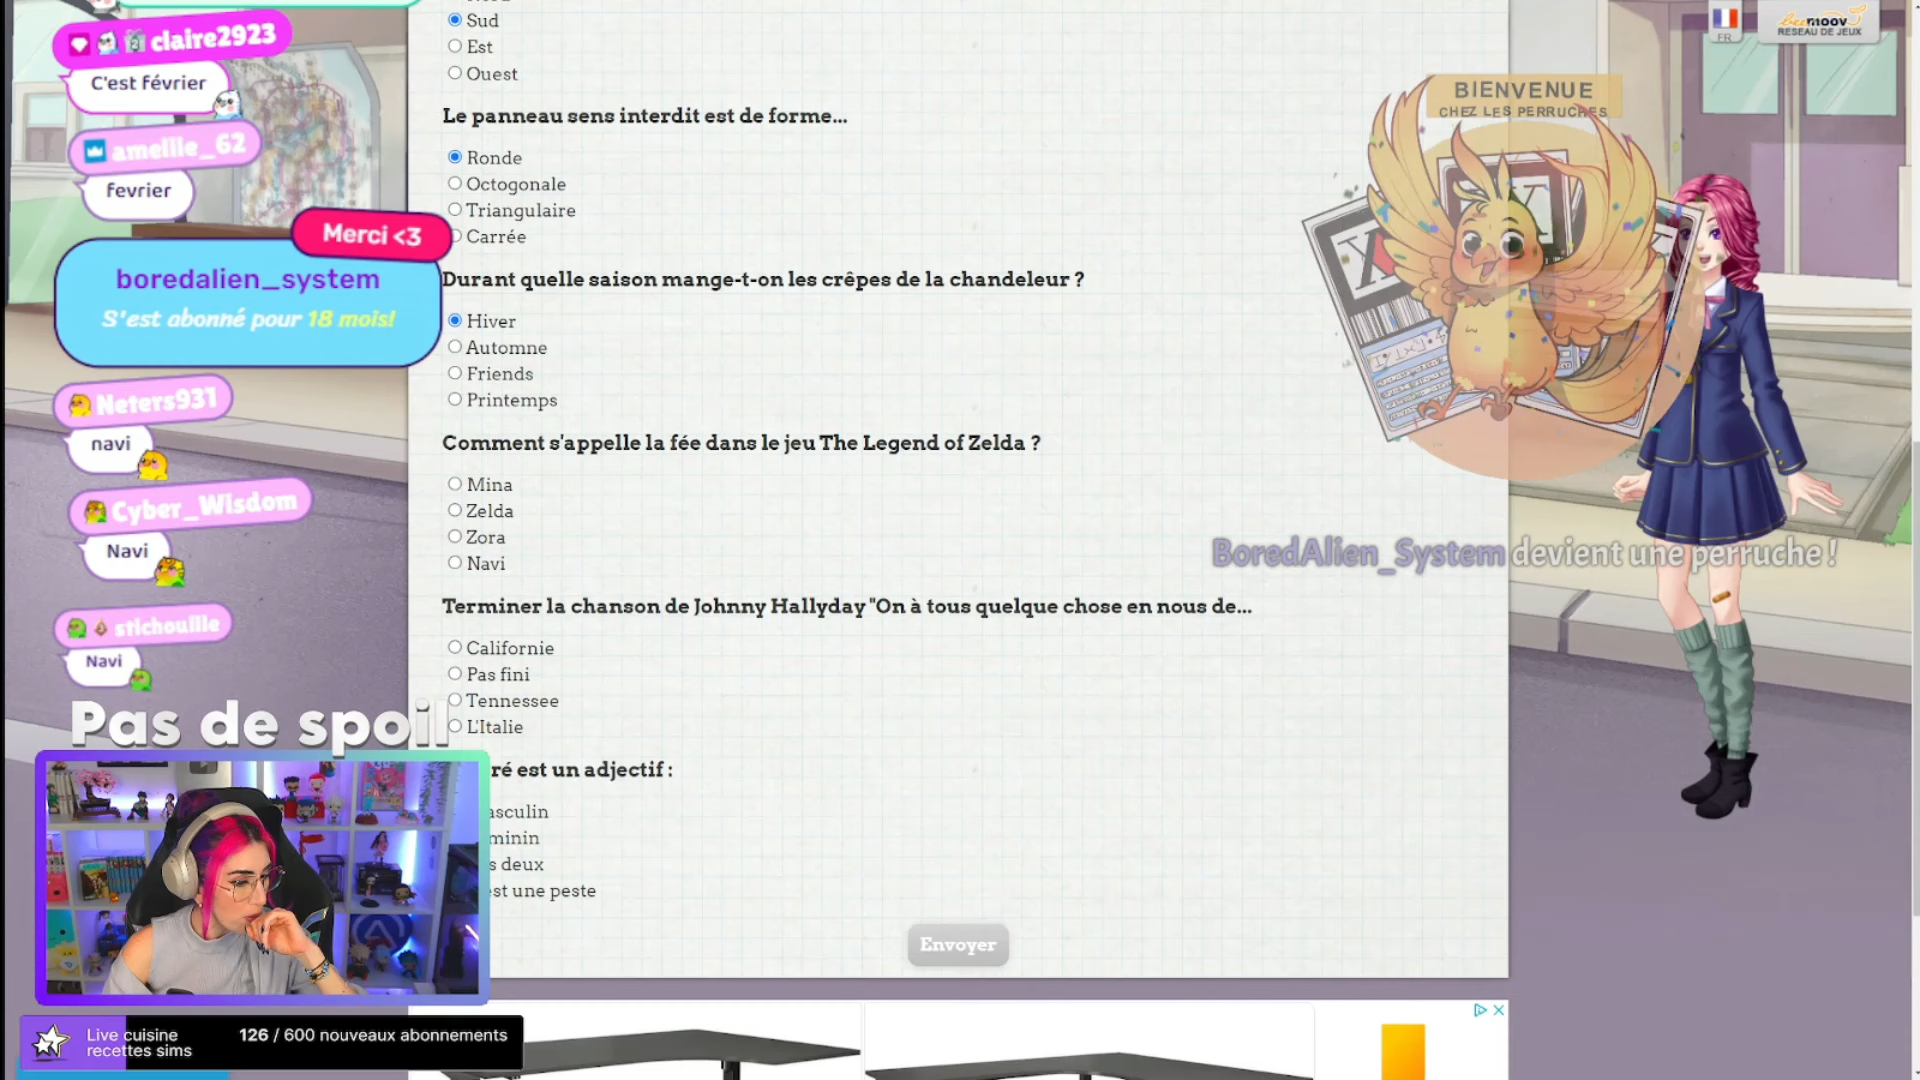 claire2923
C'est février
amellie_62
fevrier
Merci <3
boredalien_system
S'est abonné pour 18 mois!
Neters931
navi
Cyber_Wisdom
Navi
stichouille
Navi
Pas de spoil
Live cuisine
recettes sims
126 / 600 nouveaux abonnements
Sud
Est
Ouest
Le panneau sens interdit est de forme...
Ronde
Octogonale
Triangulaire
Carrée
Durant quelle saison mange-t-on les crêpes de la chandeleur ?
Hiver
Automne
Friends
Printemps
Comment s'appelle la fée dans le jeu The Legend of Zelda ?
Mina
Zelda
Zora
Navi
Terminer la chanson de Johnny Hallyday "On à tous quelque chose en nous de...
Californie
Pas fini
Tennessee
L'Italie
ré est un adjectif :
asculin
minin
s deux
est une peste
Envoyer
FR
beemoov
RESEAU DE JEUX
BIENVENUE
CHEZ LES PERRUCHES
BoredAlien_System devient une perruche !